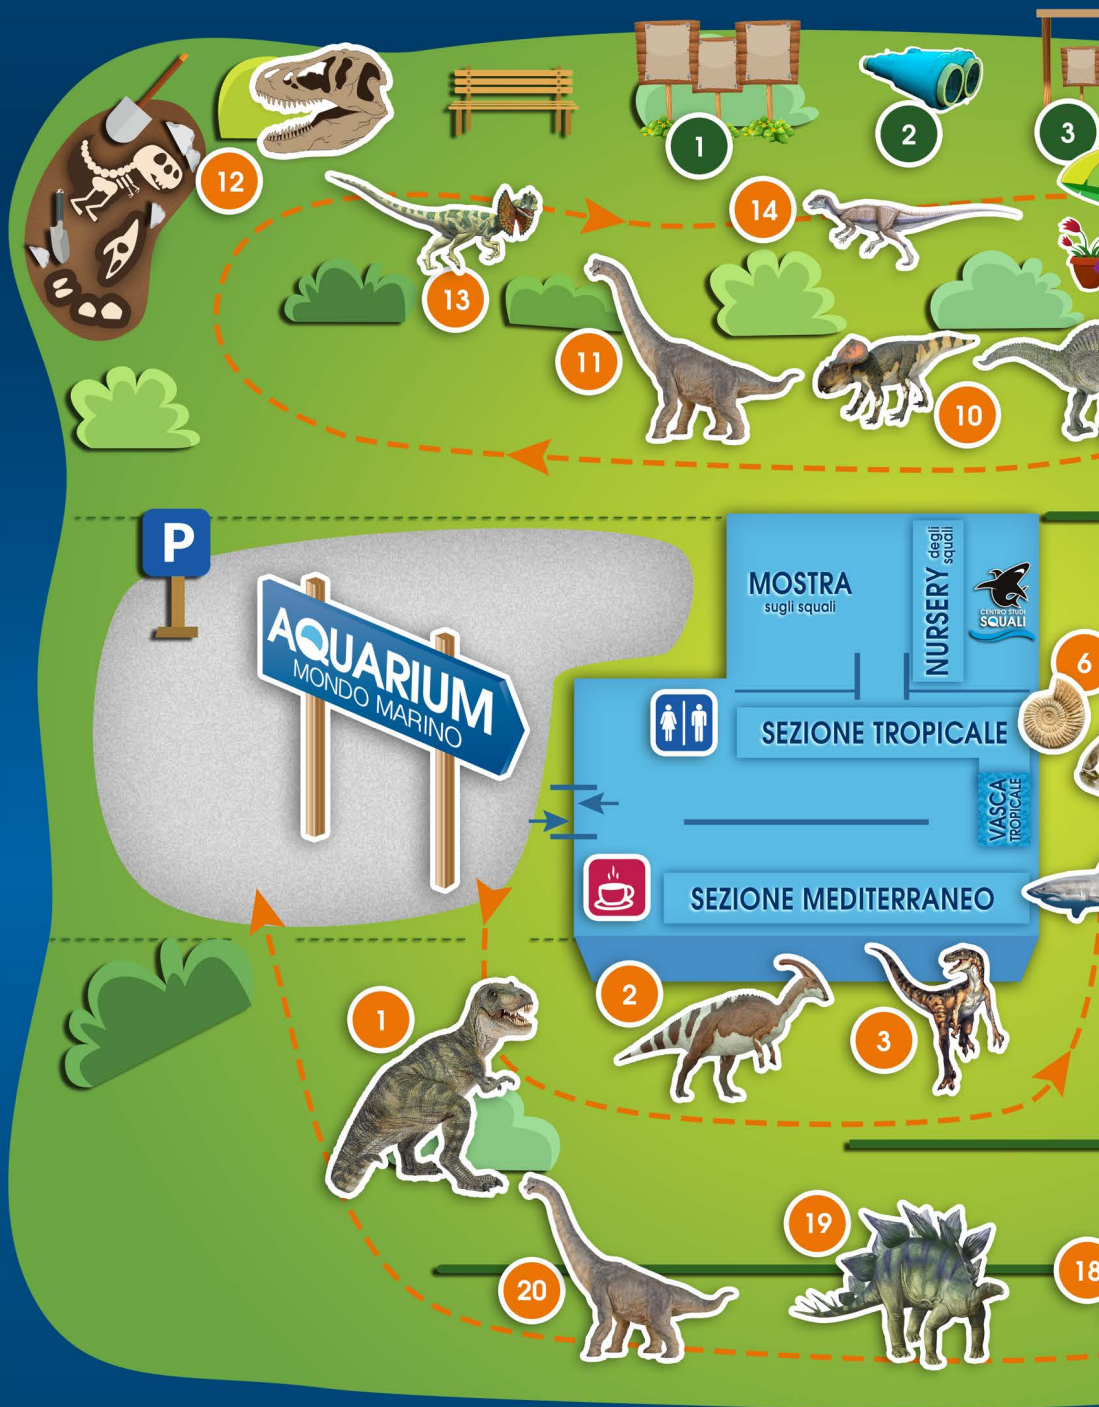 1
2
3
12
14
13
11
10
P
AQUARIUM
MONDO MARINO
MOSTRA
sugli squali
NURSERY degli
squali
CENTRO STUDI
SQUALI
6
SEZIONE TROPICALE
VASCA
TROPICALE
SEZIONE MEDITERRANEO
1
2
3
19
18
20